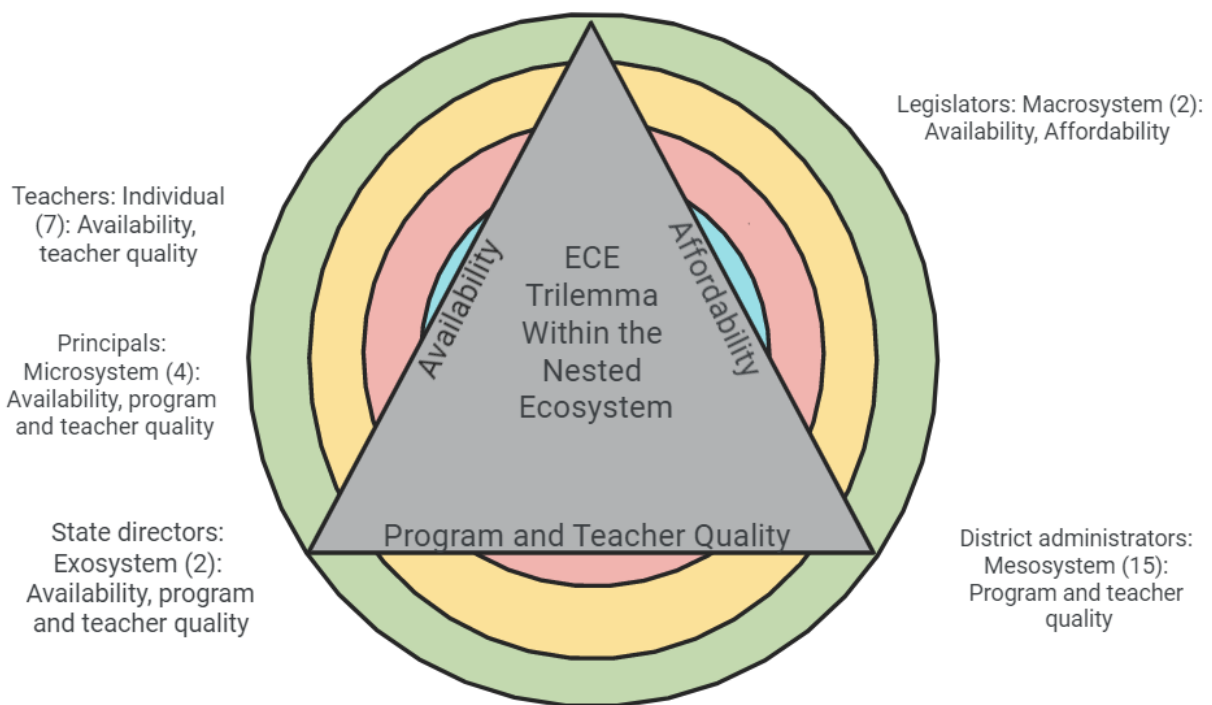 Legislators: Macrosystem (2):
Availability, Affordability
Teachers: Individual
(7): Availability,
teacher quality
Availability
ECE
Trilemma
Within the
Nested
Ecosystem
Affordability
Principals:
Microsystem (4):
Availability, program
and teacher quality
Program and Teacher Quality
State directors:
Exosystem (2):
Availability, program
and teacher quality
District administrators:
Mesosystem (15):
Program and teacher
quality